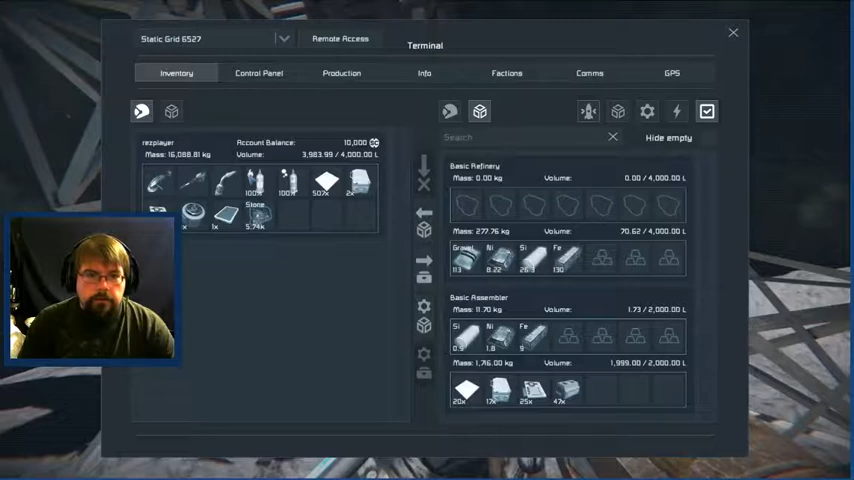 Static Grid 6527
Remote Access
Terminal
Inventory
Control Panel
Production
Info
Factions
Comms
GPS
Search
Hide empty
rezplayer
Account Balance: 10,000 SC
Mass: 16,088.81 kg
Volume: 3,983.99 / 4,000.00 L
100%
100%
507x
2x
1x
Stone
5.74k
Basic Refinery
Mass: 0.00 kg
Volume: 0.00 / 4,000.00 L
Mass: 277.76 kg
Volume: 70.62 / 4,000.00 L
Gravel Ni Si Fe
113 8.22 26.3 130
Basic Assembler
Mass: 11.70 kg
Volume: 1.73 / 2,000.00 L
Si Ni Fe
0.9 1.8 9
Mass: 1,716.00 kg
Volume: 1,999.00 / 2,000.00 L
20x 17x 25x 47x